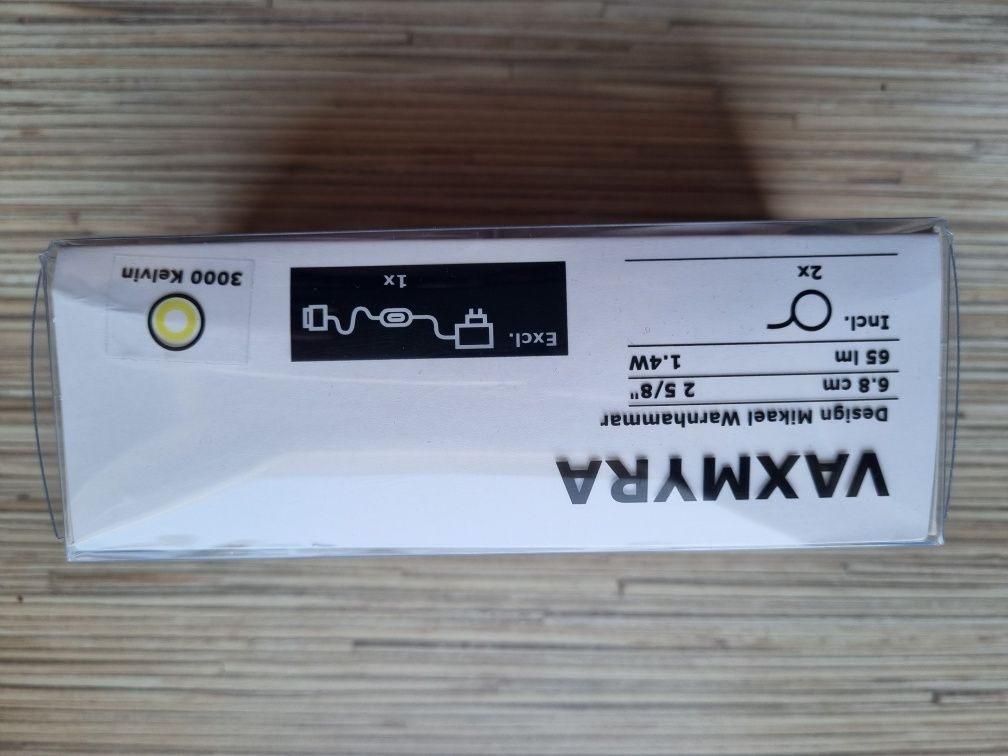 VAXMYRA
Design Mikael Warnhammar
6.8 cm 2 5/8"
65 lm 1.4W
Incl.
2x
Excl.
1x
3000 Kelvin